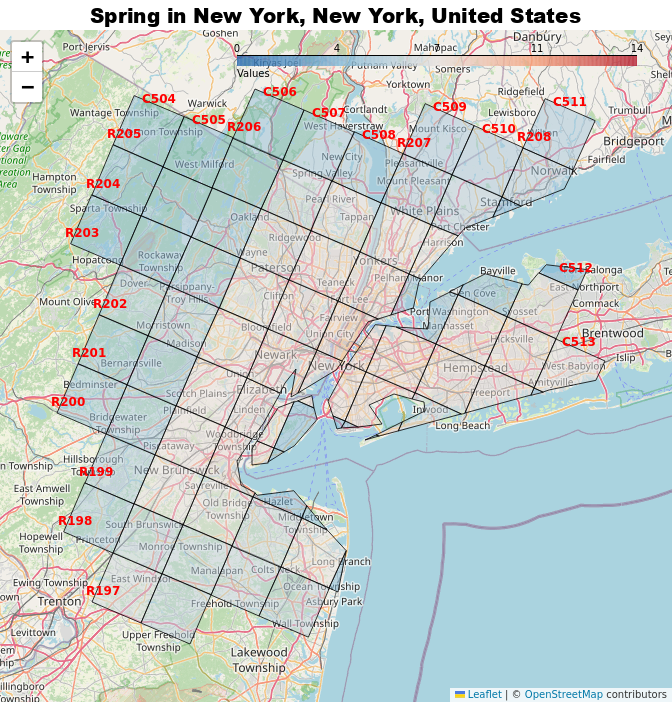 Spring in New York, New York, United States
+
−
0 4 7 11 14
Values
Port Jervis
Goshen
Mahopac
Danbury
Kiryas Joel
Putnam Valley
Somers
Yorktown
Ridgefield
Shelt
C504
C505
C506
C507
C508
C509
C510
C511
C512
C513
R205
R206
R207
R208
R204
R203
R202
R201
R200
R199
R198
R197
Wantage Township
Warwick
Cortlandt
Lewisboro
Trumbull
Bridgeport
Fairfield
Vernon Township
West Haverstraw
Mount Kisco
Wilton
Norwalk
Stamford
West Milford
New City
Spring Valley
Pleasantville
Mount Pleasant
Hampton
Township
Sparta Township
Oakland
Pearl River
Tappan
White Plains
Port Chester
Harrison
Hopatcong
Rockaway
Township
Wayne
Ridgewood
Paterson
Yonkers
Pelham Manor
Bayville
Dover
Parsippany-
Troy Hills
Clifton
Teaneck
Fort Lee
Glen Cove
East Northport
Commack
Mount Olive
Morristown
Madison
Bloomfield
Fairview
Union City
Port Washington
Manhasset
Syosset
Hicksville
Brentwood
Islip
Bernardsville
Newark
New York
Hempstead
West Babylon
Amityville
Freeport
Bedminster
Union
Elizabeth
Scotch Plains
Plainfield
Linden
Inwood
Long Beach
Bridgewater
Township
Piscataway
Woodbridge
Township
Hillsborough
Township
New Brunswick
Sayreville
Old Bridge
Township
Hazlet
Middletown
Township
East Amwell
Township
Hopewell
Township
Princeton
South Brunswick
Monroe Township
Long Branch
Ewing Township
Trenton
East Windsor
Manalapan
Colts Neck
Ocean Township
Asbury Park
Levittown
Freehold Township
Wall Township
Upper Freehold
Township
Lakewood
Township
Leaflet | © OpenStreetMap contributors